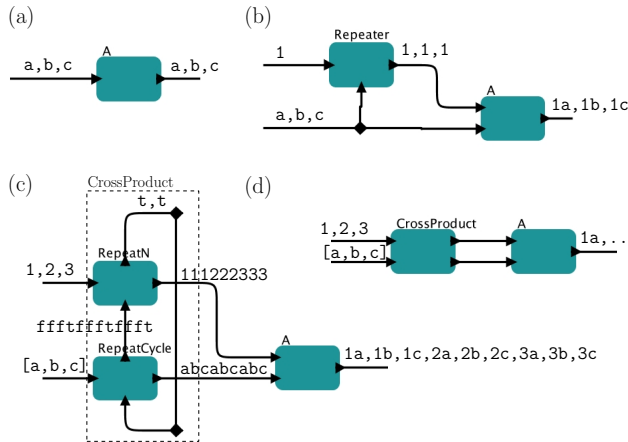 (a)
A
a,b,c
a,b,c
(b)
Repeater
1
1,1,1
A
a,b,c
1a,1b,1c
(c)
CrossProduct
t,t
RepeatN
1,2,3
111222333
ffftffftffft
RepeatCycle
[a,b,c]
abcabcabc
A
1a,1b,1c,2a,2b,2c,3a,3b,3c
(d)
CrossProduct
A
1,2,3
[a,b,c]
1a,..